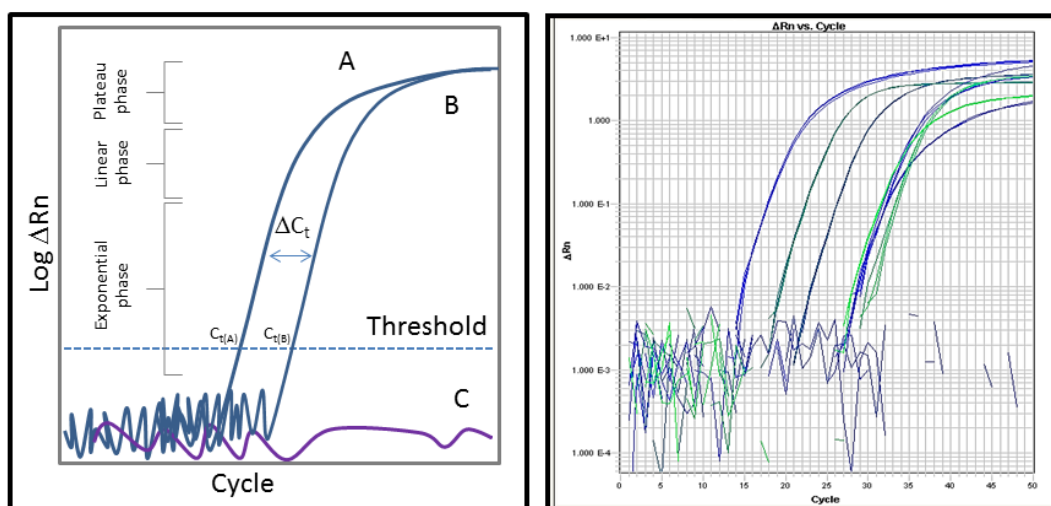 Log ΔRn
Plateau
phase
Linear
phase
Exponential
phase
A
B
ΔCt
Ct(A)
Ct(B)
Threshold
C
Cycle
ΔRn vs. Cycle
1.000 E+1
1.000
1.000 E-1
1.000 E-2
1.000 E-3
1.000 E-4
ΔRn
0 5 10 15 20 25 30 35 40 45 50
Cycle